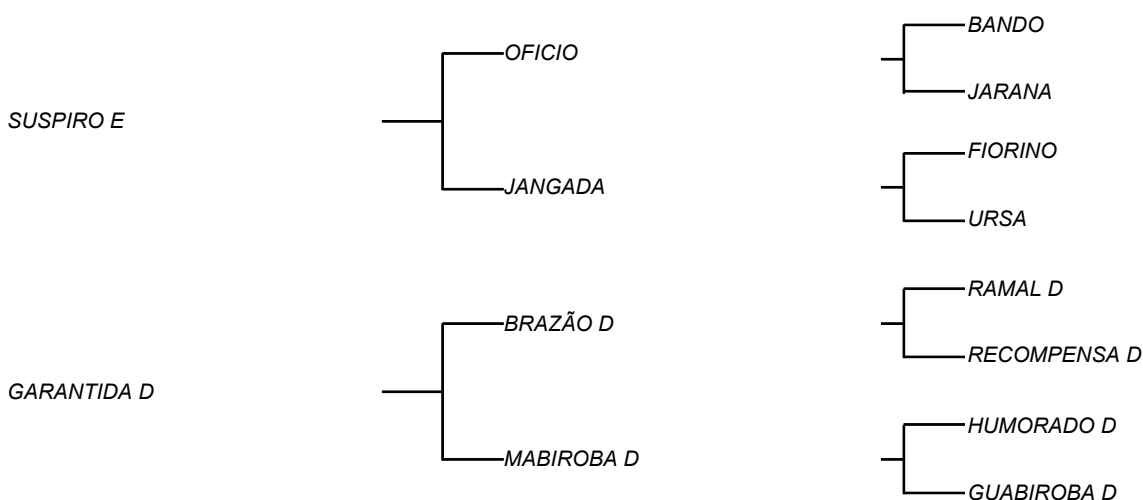 BANDO
OFICIO
JARANA
SUSPIRO E
FIORINO
JANGADA
URSA
RAMAL D
BRAZÃO D
RECOMPENSA D
GARANTIDA D
HUMORADO D
MABIROBA D
GUABIROBA D